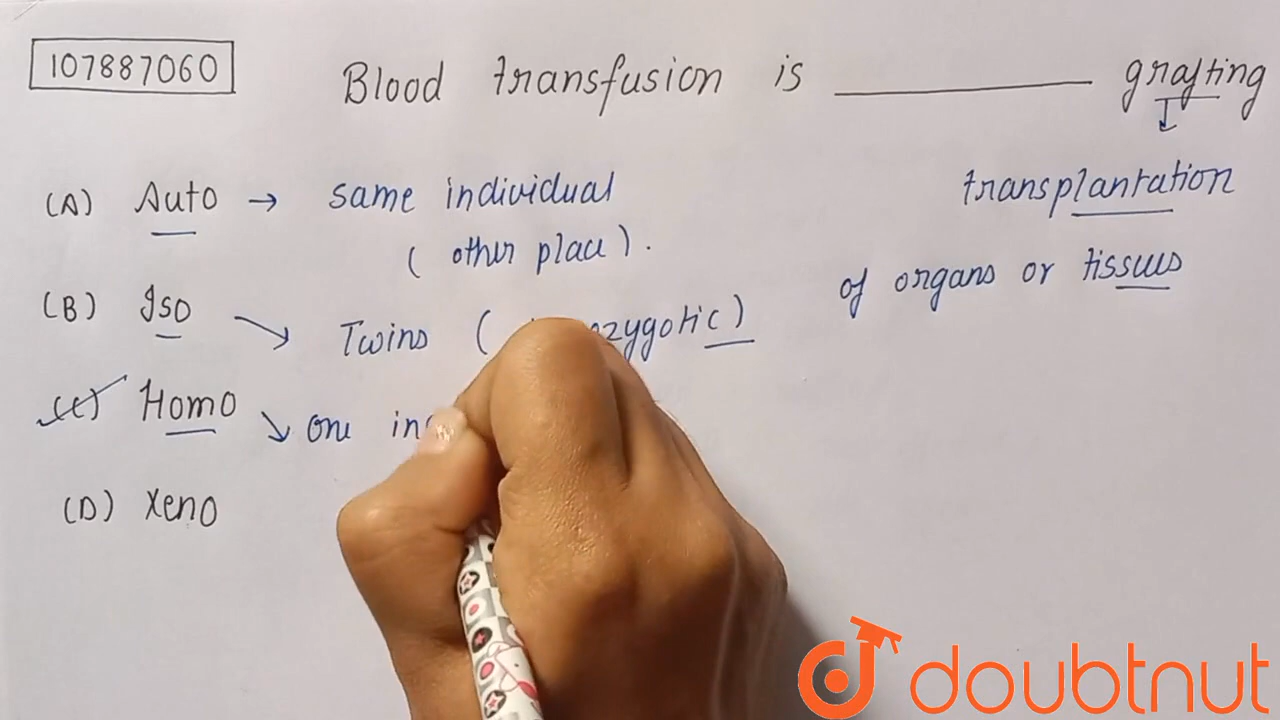 107887060
Blood transfusion is __________ grafting
(A) Auto → same individual
( other place ).
transplantation
of organs or tissues
(B) Iso ↘ Twins ( zygotic )
(C) Homo ↘ one
(D) Xeno
doubtnut